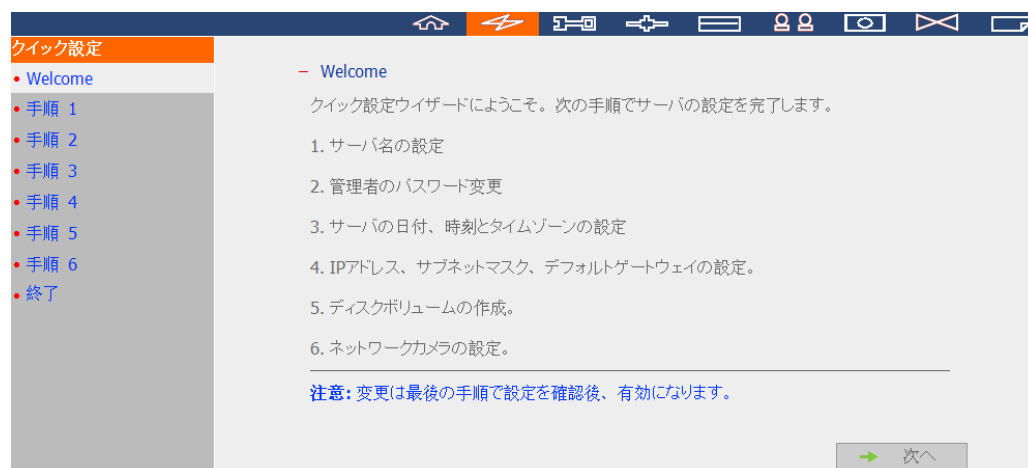 クイック設定
Welcome
手順 1
手順 2
手順 3
手順 4
手順 5
手順 6
終了
− Welcome
クイック設定ウィザードにようこそ。次の手順でサーバの設定を完了します。
1. サーバ名の設定
2. 管理者のパスワード変更
3. サーバの日付、時刻とタイムゾーンの設定
4. IPアドレス、サブネットマスク、デフォルトゲートウェイの設定。
5. ディスクボリュームの作成。
6. ネットワークカメラの設定。
注意: 変更は最後の手順で設定を確認後、有効になります。
次へ